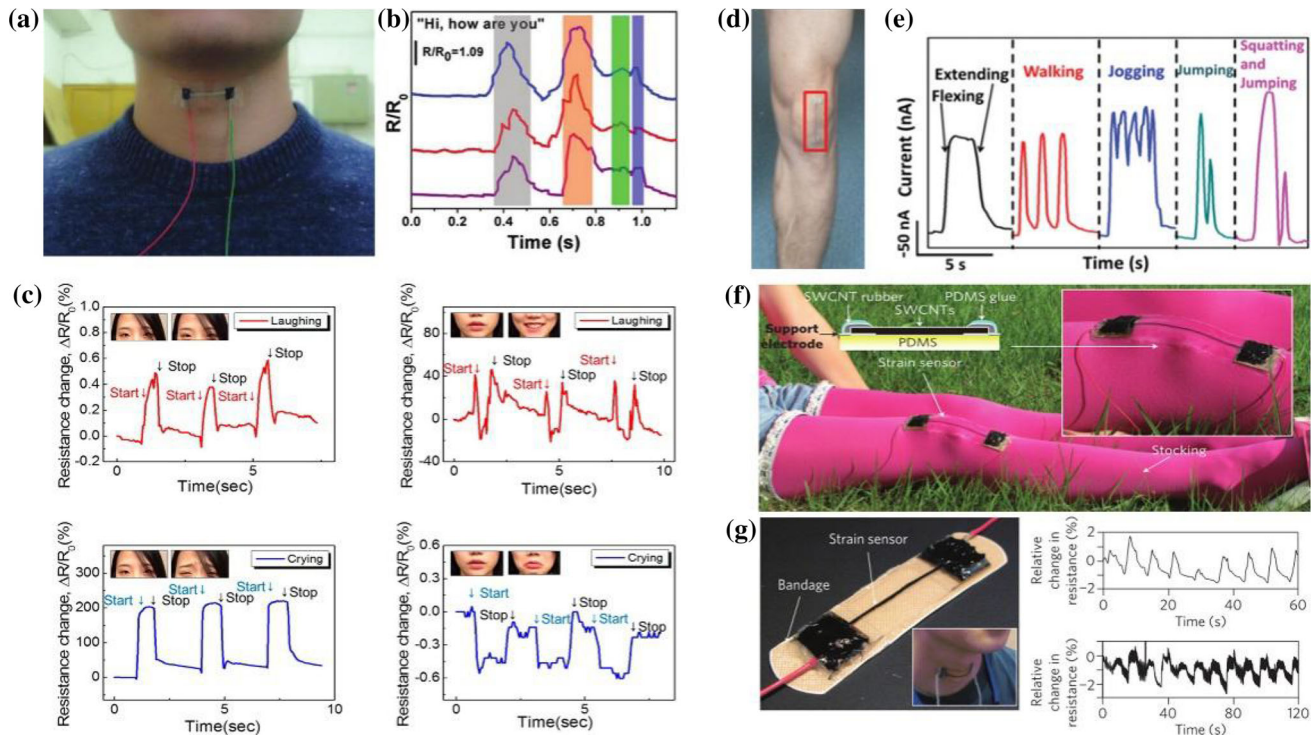 (a)
(b)
"Hi, how are you"
R/R₀=1.09
R/R₀
0.0 0.2 0.4 0.6 0.8 1.0
Time (s)
(c)
Resistance change, ΔR/R₀(%)
1.0
0.8
0.6
0.4
0.2
0.0
-0.2
Laughing
Start↓ ↓Stop
Start↓ ↓Stop
Start↓ ↓Stop
0 5
Time(sec)
Resistance change, ΔR/R₀(%)
120
80
40
0
-40
Laughing
Start↓ ↓Stop
Start↓ ↓Stop
Start↓ ↓Stop
0 5 10
Time(sec)
Resistance change, ΔR/R₀(%)
300
200
100
0
Crying
Start ↓ ↓ Stop
Start ↓ ↓ Stop
Start ↓ ↓ Stop
0 5 10
Time(sec)
Resistance change, ΔR/R₀(%)
0.6
0.3
0.0
-0.3
-0.6
Crying
↓ Start
Stop↓ ↓Start
Stop ↓ ↓Start
Stop ↓
0 5
Time(sec)
(d)
(e)
Current (nA)
Extending
Flexing
Walking
Jogging
Jumping
Squatting
and
Jumping
-50 nA
5 s
Time (s)
(f)
SWCNT rubber
PDMS glue
SWCNTs
Support
electrode
PDMS
Strain sensor
Stocking
(g)
Strain sensor
Bandage
Relative
change in
resistance (%)
2
0
-2
0 20 40 60
Time (s)
Relative
change in
resistance (%)
0
-2
0 40 80 120
Time (s)